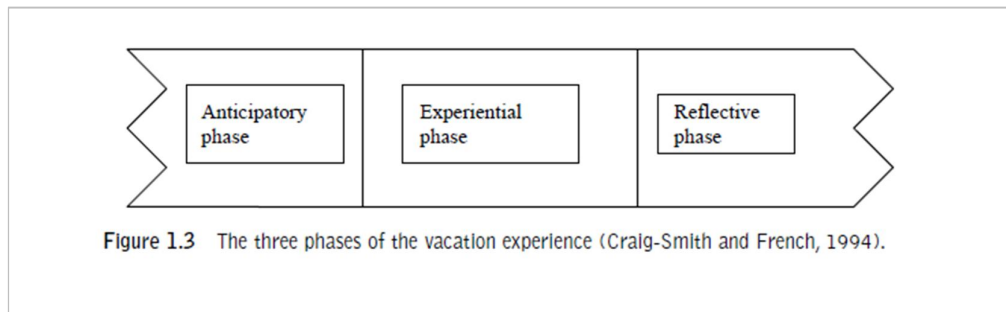 Anticipatory
phase
Experiential
phase
Reflective
phase
Figure 1.3 The three phases of the vacation experience (Craig-Smith and French, 1994).